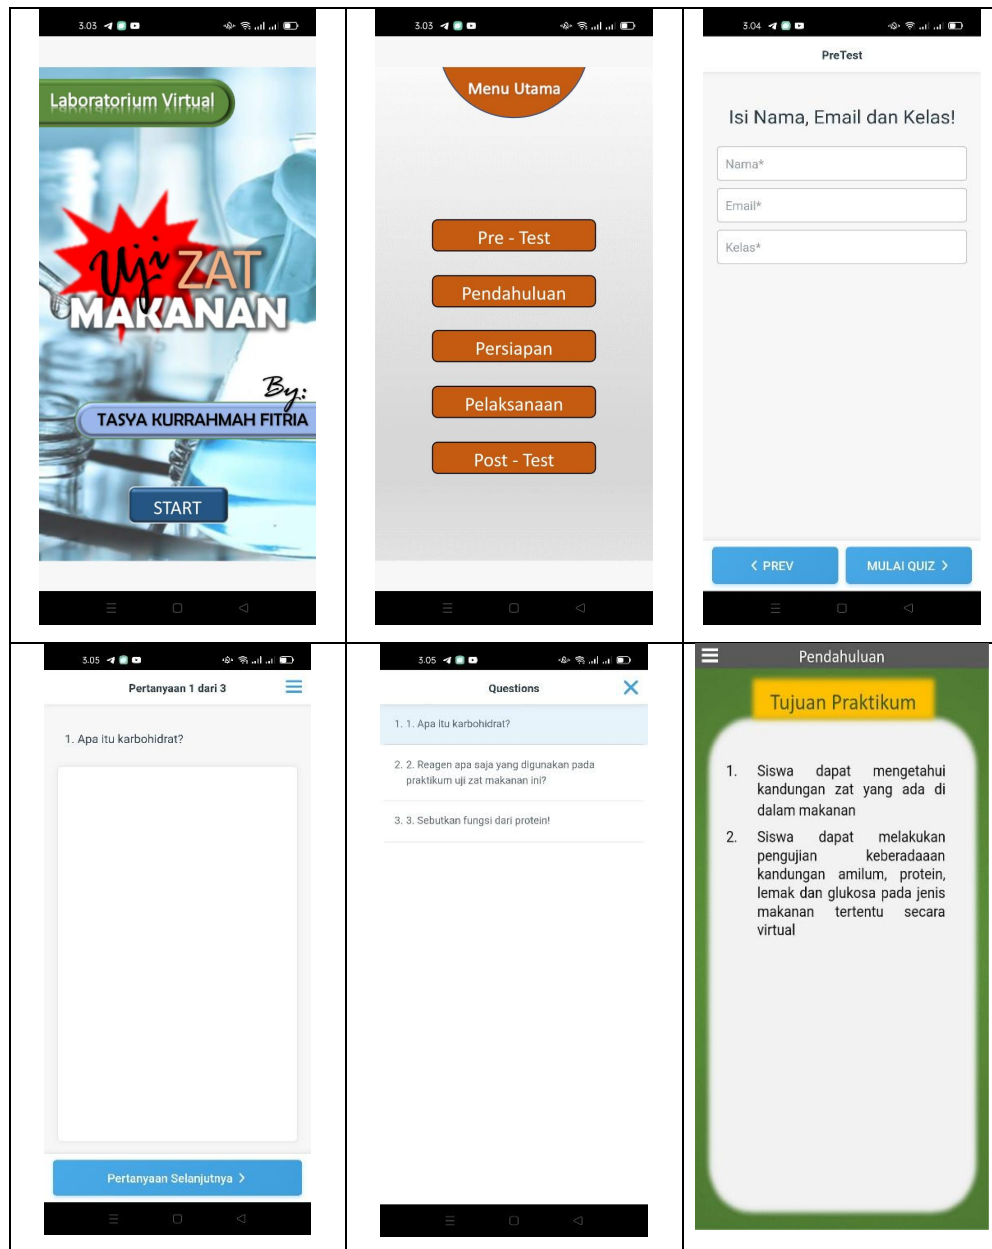 3.03
Laboratorium Virtual
Uji ZAT
MAKANAN
By:
TASYA KURRAHMAH FITRIA
START
3.03
Menu Utama
Pre - Test
Pendahuluan
Persiapan
Pelaksanaan
Post - Test
3.04
PreTest
Isi Nama, Email dan Kelas!
Nama*
Email*
Kelas*
< PREV
MULAI QUIZ >
3.05
Pertanyaan 1 dari 3
1. Apa itu karbohidrat?
Pertanyaan Selanjutnya >
3.05
Questions
1. 1. Apa itu karbohidrat?
2. 2. Reagen apa saja yang digunakan pada
praktikum uji zat makanan ini?
3. 3. Sebutkan fungsi dari protein!
Pendahuluan
Tujuan Praktikum
1. Siswa dapat mengetahui
kandungan zat yang ada di
dalam makanan
2. Siswa dapat melakukan
pengujian keberadaaan
kandungan amilum, protein,
lemak dan glukosa pada jenis
makanan tertentu secara
virtual